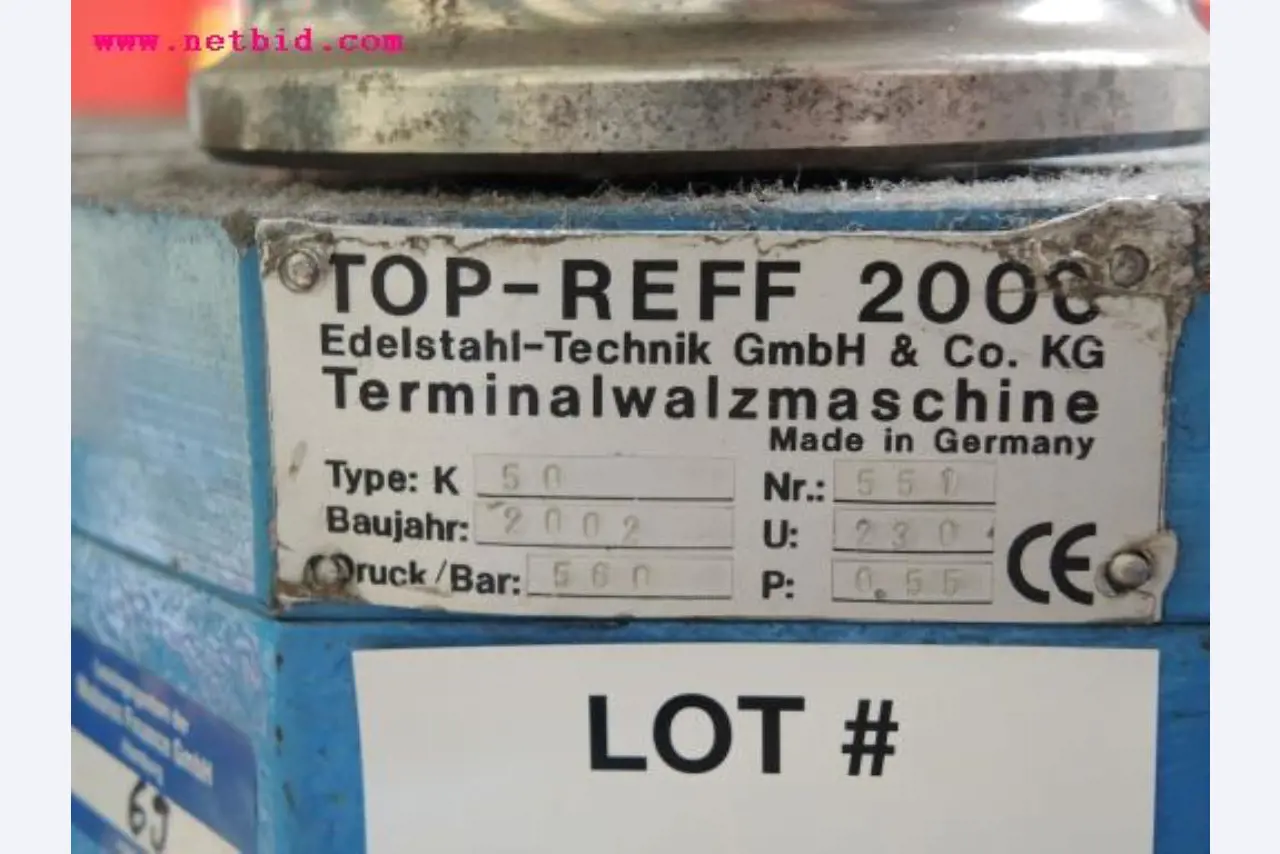 www.netbid.com
TOP-REFF 2000
Edelstahl-Technik GmbH & Co. KG
Terminalwalzmaschine
Made in Germany
Type: K 50 Nr.: 551
Baujahr: 2002 U: 230
Druck/Bar: 560 P: 0.55 CE
LOT #
GmbH
69